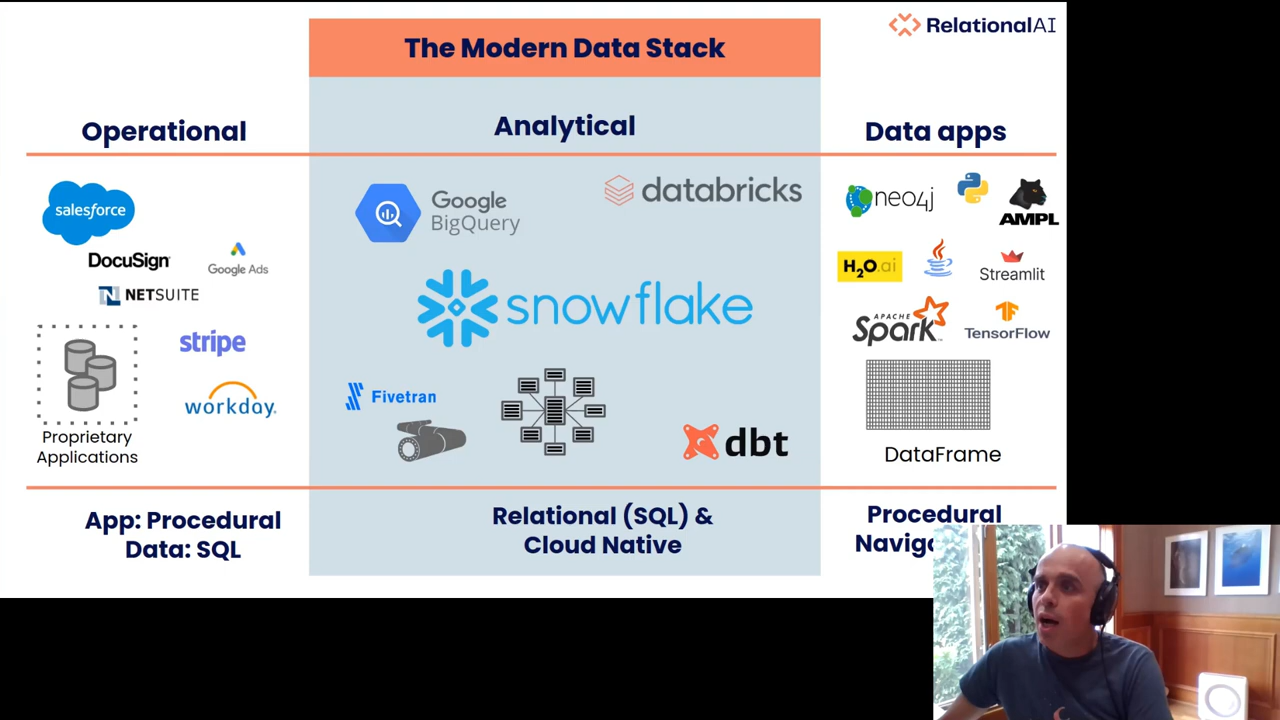 The Modern Data Stack
RelationalAI
Operational
Analytical
Data apps
salesforce
DocuSign
Google Ads
NETSUITE
stripe
workday.
Proprietary
Applications
Google
BigQuery
databricks
snowflake
Fivetran
dbt
neo4j
AMPL
H2O.ai
Streamlit
APACHE
Spark
TensorFlow
DataFrame
App: Procedural
Data: SQL
Relational (SQL) &
Cloud Native
Procedural